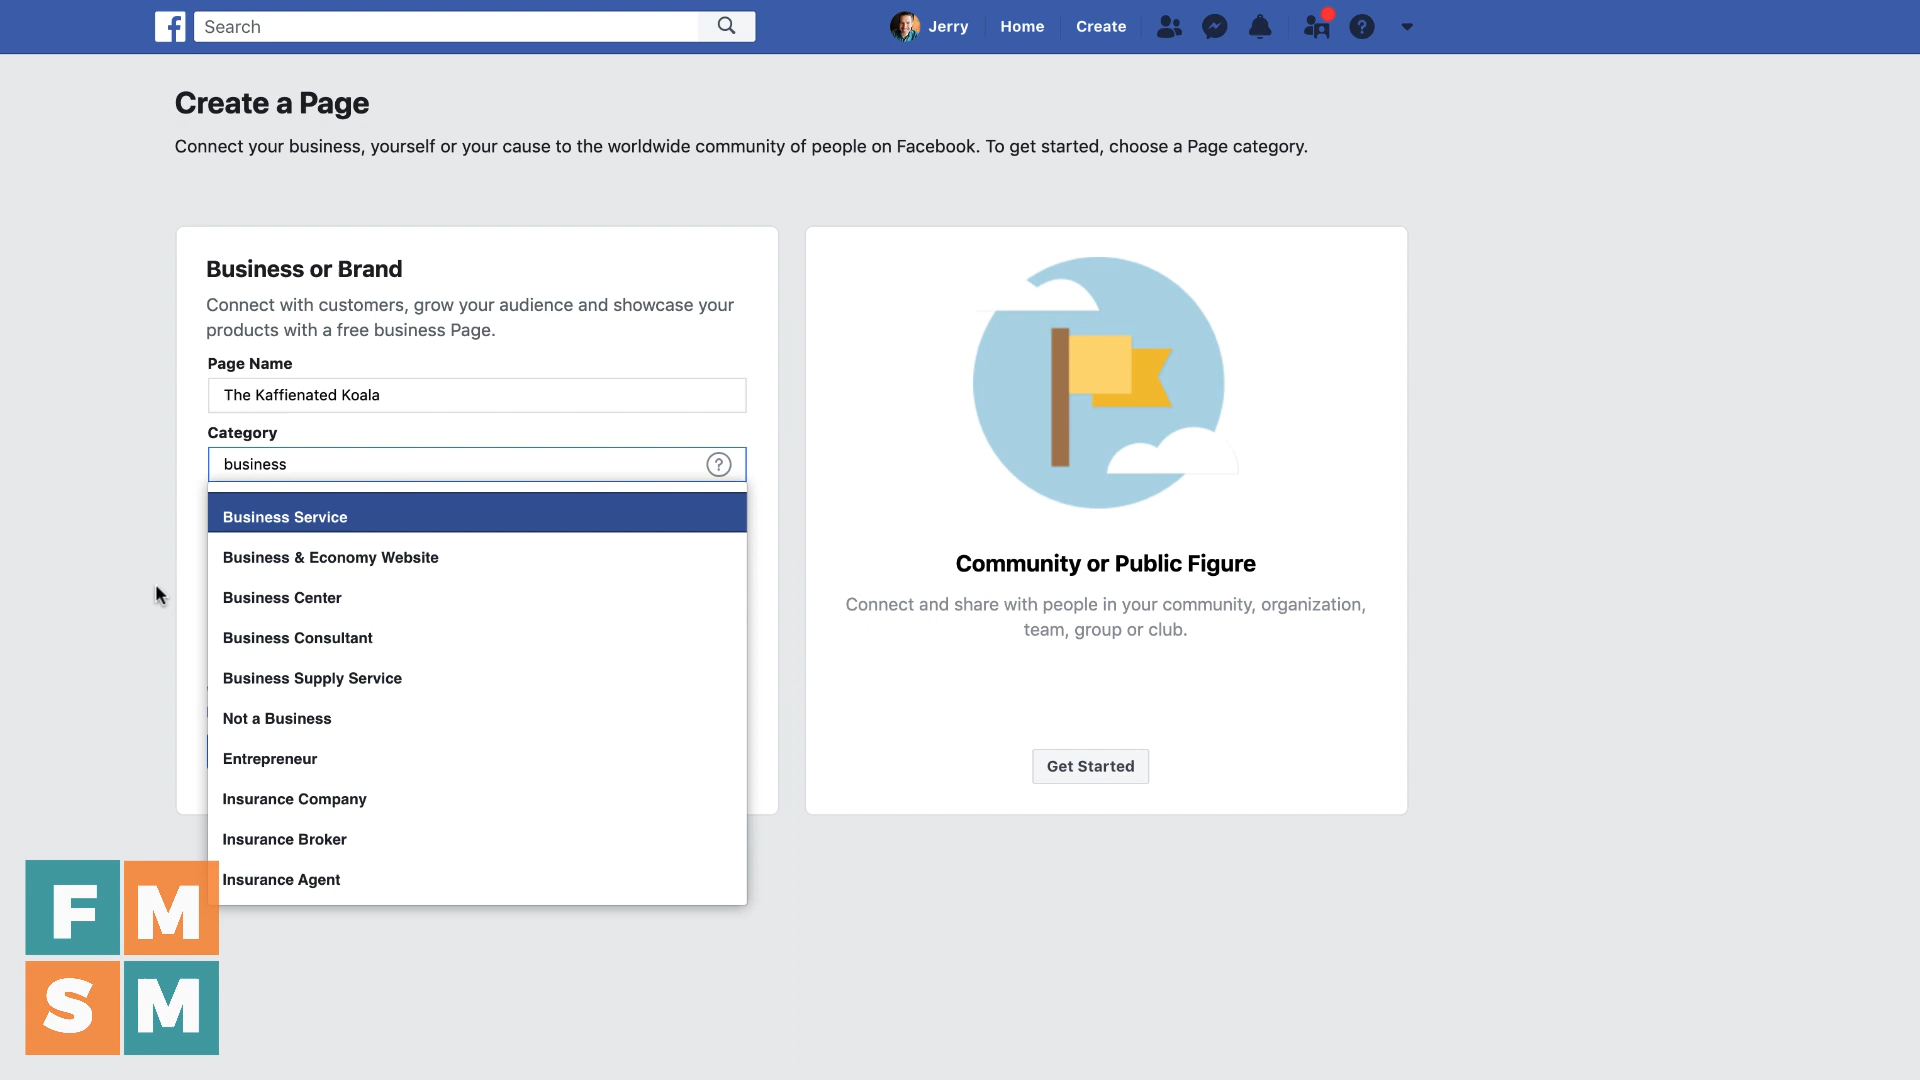 Search
Jerry
Home
Create
Create a Page
Connect your business, yourself or your cause to the worldwide community of people on Facebook. To get started, choose a Page category.
Business or Brand
Connect with customers, grow your audience and showcase your
products with a free business Page.
Page Name
The Kaffienated Koala
Category
business
?
Business Service
Business & Economy Website
Business Center
Business Consultant
Business Supply Service
Not a Business
Entrepreneur
Insurance Company
Insurance Broker
Insurance Agent
Community or Public Figure
Connect and share with people in your community, organization,
team, group or club.
Get Started
FM
SM